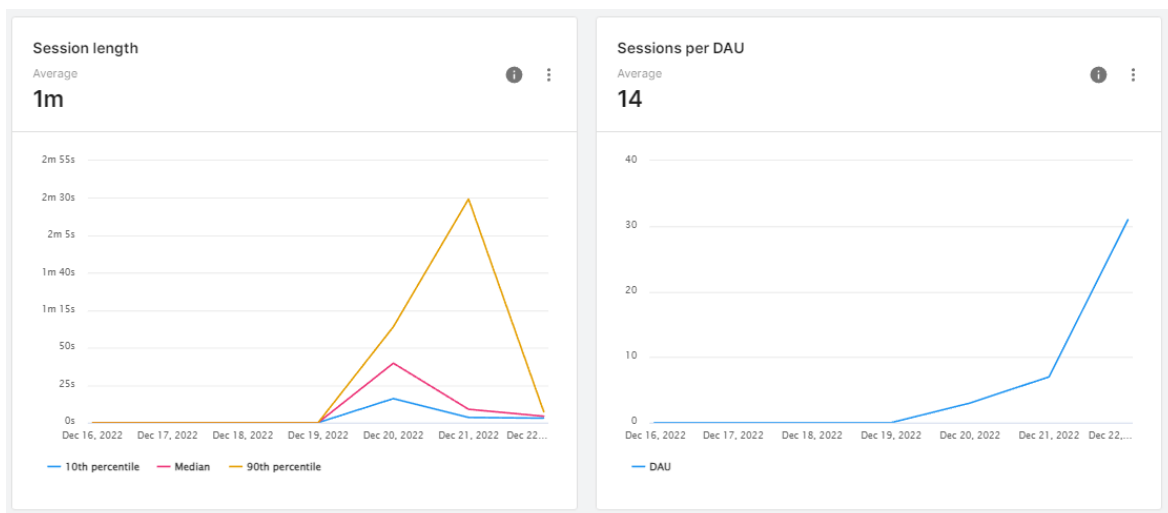 Session length
Average
1m
2m 55s
2m 30s
2m 5s
1m 40s
1m 15s
50s
25s
0s
Dec 16, 2022 Dec 17, 2022 Dec 18, 2022 Dec 19, 2022 Dec 20, 2022 Dec 21, 2022 Dec 22...
10th percentile Median 90th percentile
Sessions per DAU
Average
14
40
30
20
10
0
Dec 16, 2022 Dec 17, 2022 Dec 18, 2022 Dec 19, 2022 Dec 20, 2022 Dec 21, 2022 Dec 22,...
DAU